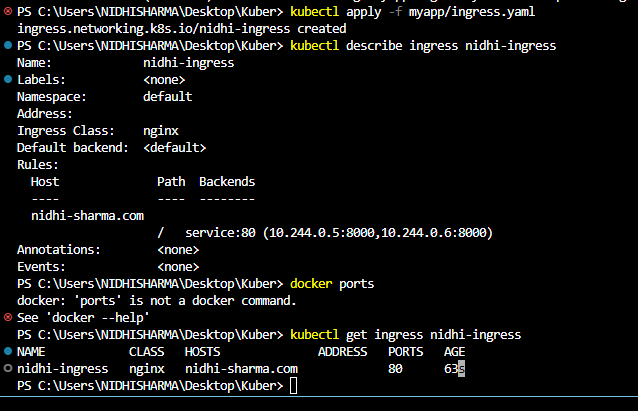 PS C:\Users\NIDHISHARMA\Desktop\Kuber> kubectl apply -f myapp/ingress.yaml
ingress.networking.k8s.io/nidhi-ingress created
PS C:\Users\NIDHISHARMA\Desktop\Kuber> kubectl describe ingress nidhi-ingress
Name:             nidhi-ingress
Labels:           <none>
Namespace:        default
Address:
Ingress Class:    nginx
Default backend:  <default>
Rules:
  Host             Path  Backends
  ----             ----  --------
  nidhi-sharma.com
                   /   service:80 (10.244.0.5:8000,10.244.0.6:8000)
Annotations:       <none>
Events:            <none>
PS C:\Users\NIDHISHARMA\Desktop\Kuber> docker ports
docker: 'ports' is not a docker command.
See 'docker --help'
PS C:\Users\NIDHISHARMA\Desktop\Kuber> kubectl get ingress nidhi-ingress
NAME            CLASS   HOSTS              ADDRESS   PORTS   AGE
nidhi-ingress   nginx   nidhi-sharma.com             80      63s
PS C:\Users\NIDHISHARMA\Desktop\Kuber>